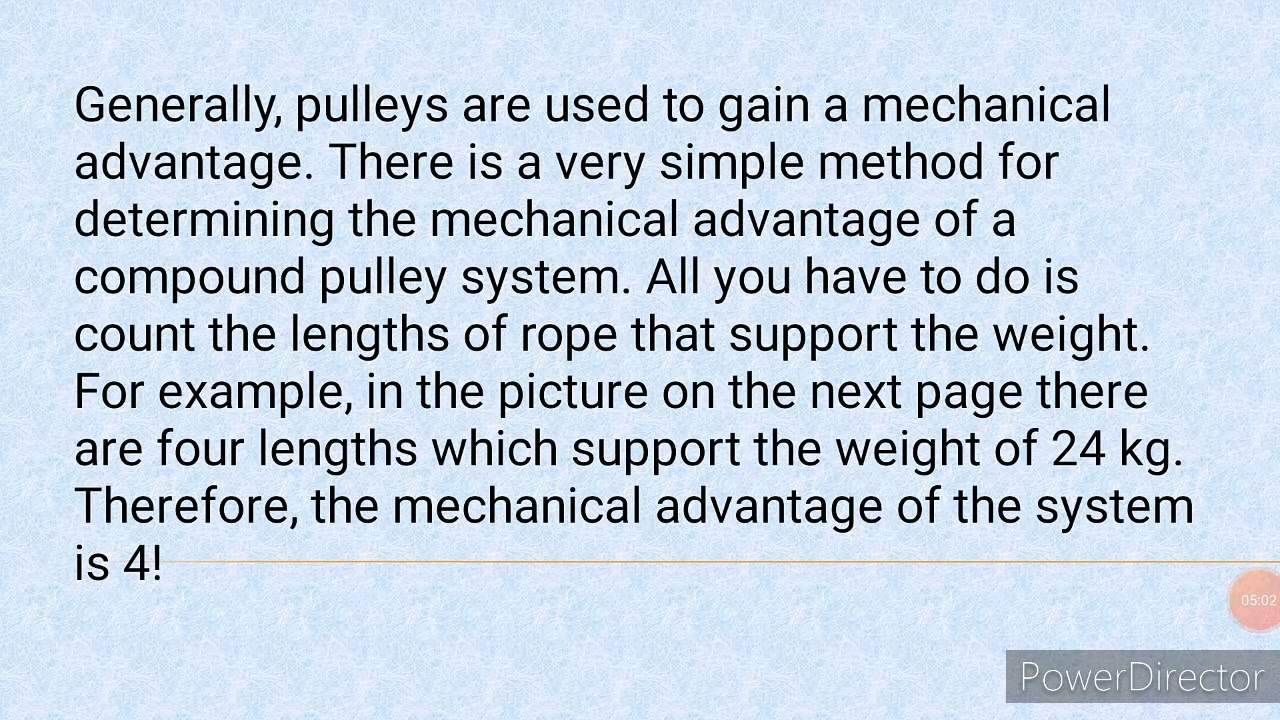 Generally, pulleys are used to gain a mechanical
advantage. There is a very simple method for
determining the mechanical advantage of a
compound pulley system. All you have to do is
count the lengths of rope that support the weight.
For example, in the picture on the next page there
are four lengths which support the weight of 24 kg.
Therefore, the mechanical advantage of the system
is 4!
05:02
PowerDirector